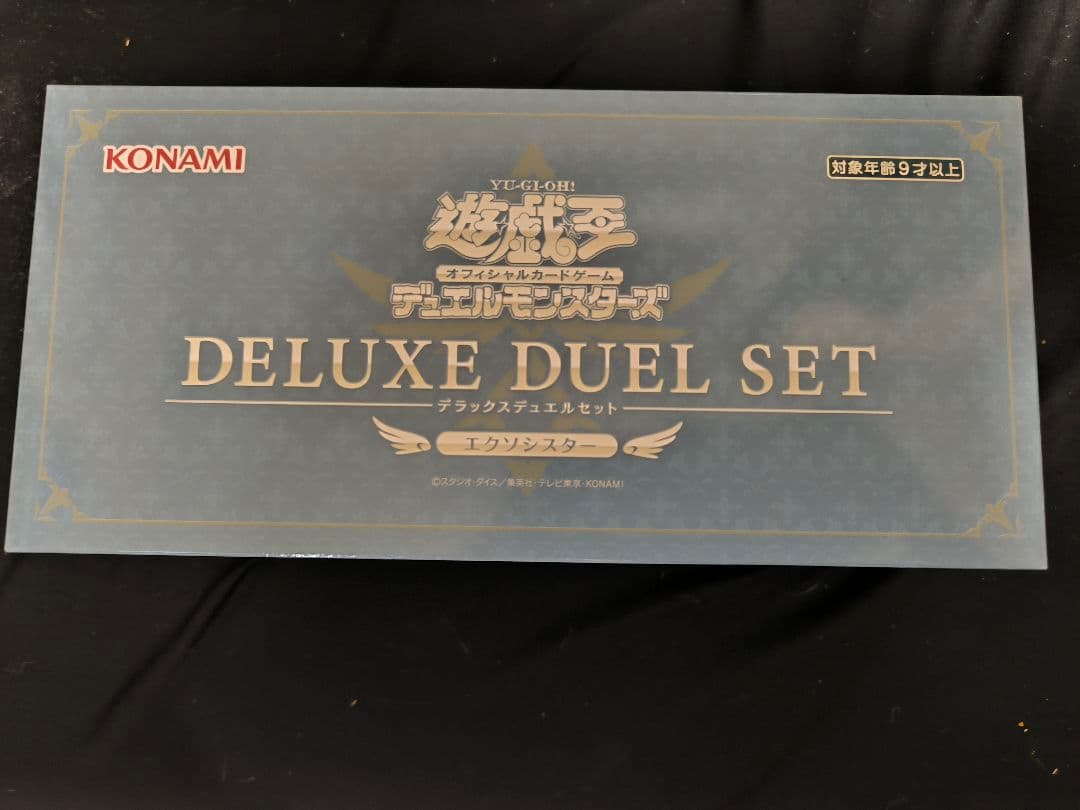 KONAMI
対象年齢9才以上
YU-GI-OH!
遊戯王
オフィシャルカードゲーム
デュエルモンスターズ
DELUXE DUEL SET
デラックスデュエルセット
エクソシスター
©スタジオ・ダイス／集英社・テレビ東京・KONAMI